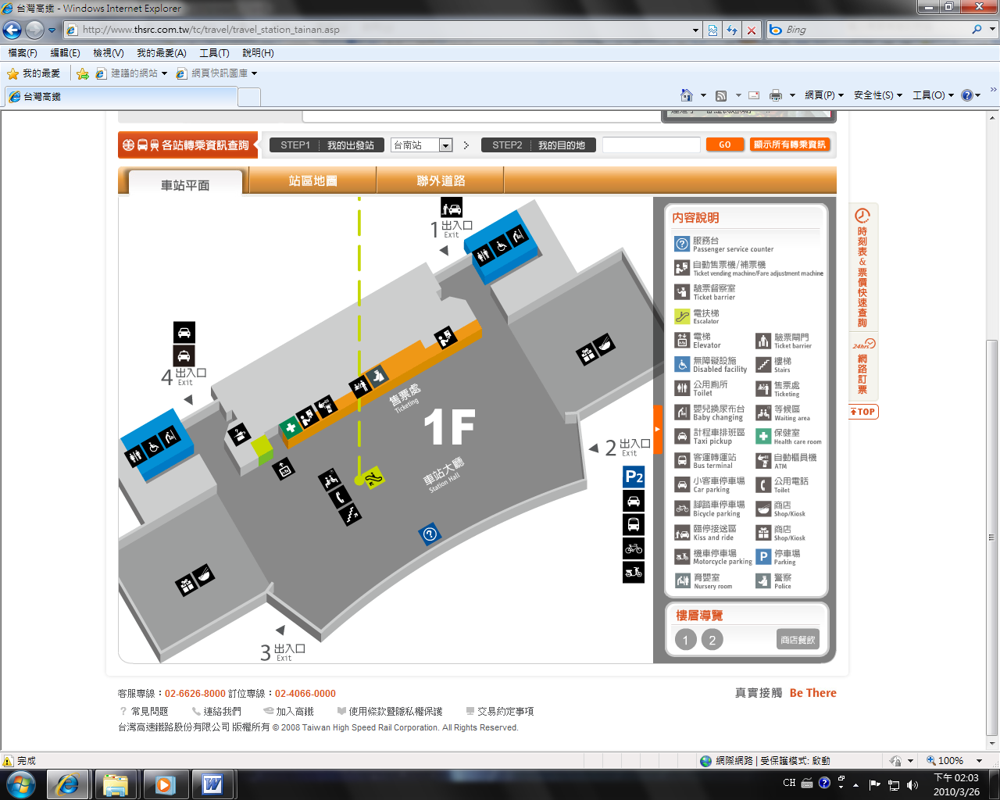 台灣高鐵 - Windows Internet Explorer
http://www.thsrc.com.tw/tc/travel/travel_station_tainan.asp
Bing
檔案(F) 編輯(E) 檢視(V) 我的最愛(A) 工具(T) 說明(H)
我的最愛 建議的網站 網頁快訊圖庫
台灣高鐵
網頁(P) 安全性(S) 工具(O)
各站轉乘資訊查詢 STEP1 我的出發站 台南站 STEP2 我的目的地 GO 顯示所有轉乘資訊
車站平面 站區地圖 聯外道路
1 出入口
Exit
4 出入口
Exit
售票處
Ticketing
1F
車站大廳
Station Hall
2 出入口
Exit
P2
3 出入口
Exit
內容說明
服務台
Passenger service counter
自動售票機/補票機
Ticket vending machine/Fare adjustment machine
驗票督察室
Ticket barrier
電扶梯
Escalator
電梯
Elevator
驗票閘門
Ticket barrier
無障礙設施
Disabled facility
樓梯
Stairs
公用廁所
Toilet
售票處
Ticketing
嬰兒換尿布台
Baby changing
等候區
Waiting area
計程車排班區
Taxi pickup
保健室
Health care room
客運轉運站
Bus terminal
自動櫃員機
ATM
小客車停車場
Car parking
公用電話
Toilet
腳踏車停車場
Bicycle parking
商店
Shop/Kiosk
臨停接送區
Kiss and ride
商店
Shop/Kiosk
機車停車場
Motorcycle parking
P 停車場
Parking
育嬰室
Nursery room
警察
Police
樓層導覽
1 2 商店餐飲
時刻表&票價快速查詢
24hrs
網路訂票
TOP
客服專線：02-6626-8000 訂位專線：02-4066-0000
真實接觸 Be There
常見問題 連絡我們 加入高鐵 使用條款暨隱私權保護 交易約定事項
台灣高速鐵路股份有限公司 版權所有 © 2008 Taiwan High Speed Rail Corporation. All Rights Reserved.
完成 網際網路 | 受保護模式: 啟動 100%
CH 下午 02:03
2010/3/26